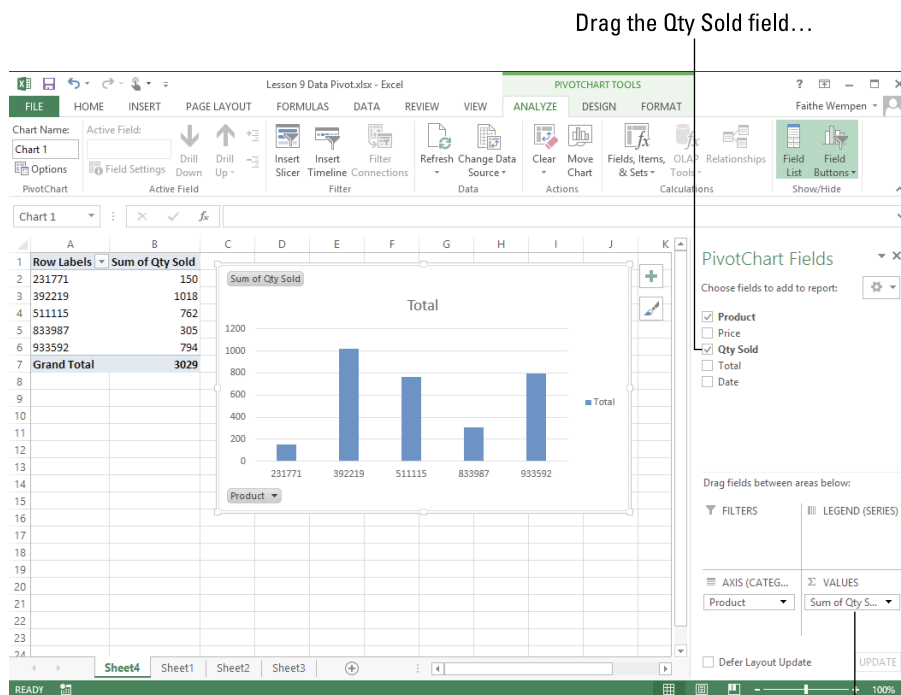 Drag the Qty Sold field…
Lesson 9 Data Pivot.xlsx - Excel
PIVOTCHART TOOLS
?
FILE HOME INSERT PAGE LAYOUT FORMULAS DATA REVIEW VIEW ANALYZE DESIGN FORMAT
Faithe Wempen
Chart Name:
Chart 1
Options
PivotChart
Active Field:
Field Settings
Drill Down
Drill Up
Active Field
Insert Slicer
Insert Timeline
Filter Connections
Filter
Refresh
Change Data Source
Data
Clear
Move Chart
Actions
Fields, Items, & Sets
OLAP Tools
Relationships
Calculations
Field List
Field Buttons
Show/Hide
Chart 1
fx
A B C D E F G H I J K
1 Row Labels Sum of Qty Sold
2 231771 150
3 392219 1018
4 511115 762
5 833987 305
6 933592 794
7 Grand Total 3029
8
9
10
11
12
13
14
15
16
17
18
19
20
21
22
23
24
Sum of Qty Sold
Total
1200
1000
800
600
400
200
0
231771 392219 511115 833987 933592
Total
Product
PivotChart Fields
Choose fields to add to report:
Product
Price
Qty Sold
Total
Date
Drag fields between areas below:
FILTERS
LEGEND (SERIES)
AXIS (CATEG...
Σ VALUES
Product
Sum of Qty S...
Defer Layout Update
UPDATE
Sheet4 Sheet1 Sheet2 Sheet3
READY
100%